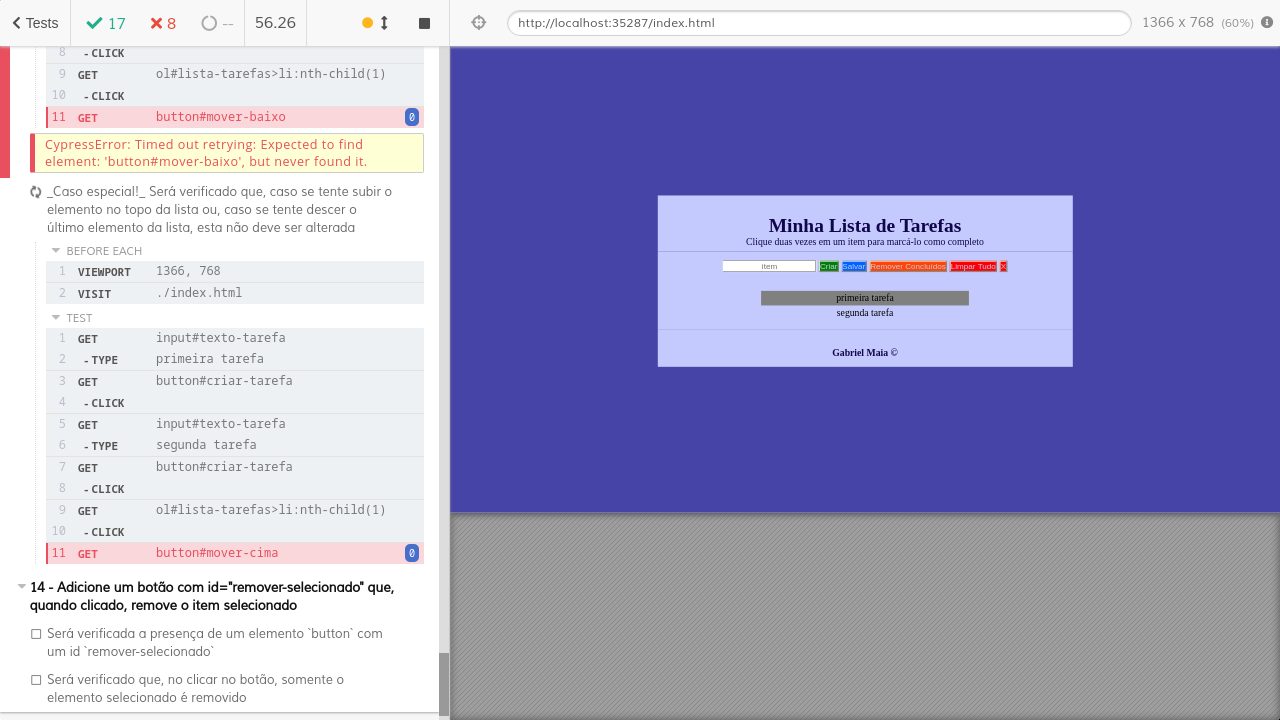 Tests 17 8 -- 56.26
8 - CLICK
9 GET ol#lista-tarefas>li:nth-child(1)
10 - CLICK
11 GET button#mover-baixo 0
CypressError: Timed out retrying: Expected to find
element: 'button#mover-baixo', but never found it.
_Caso especial!_ Será verificado que, caso se tente subir o
elemento no topo da lista ou, caso se tente descer o
último elemento da lista, esta não deve ser alterada
BEFORE EACH
1 VIEWPORT 1366, 768
2 VISIT ./index.html
TEST
1 GET input#texto-tarefa
2 - TYPE primeira tarefa
3 GET button#criar-tarefa
4 - CLICK
5 GET input#texto-tarefa
6 - TYPE segunda tarefa
7 GET button#criar-tarefa
8 - CLICK
9 GET ol#lista-tarefas>li:nth-child(1)
10 - CLICK
11 GET button#mover-cima 0
14 - Adicione um botão com id="remover-selecionado" que,
quando clicado, remove o item selecionado
Será verificada a presença de um elemento `button` com
um id `remover-selecionado`
Será verificado que, no clicar no botão, somente o
elemento selecionado é removido
http://localhost:35287/index.html 1366 x 768 (60%)
Minha Lista de Tarefas
Clique duas vezes em um item para marcá-lo como completo
item Criar Salvar Remover Concluídos Limpar Tudo X
primeira tarefa
segunda tarefa
Gabriel Maia ©